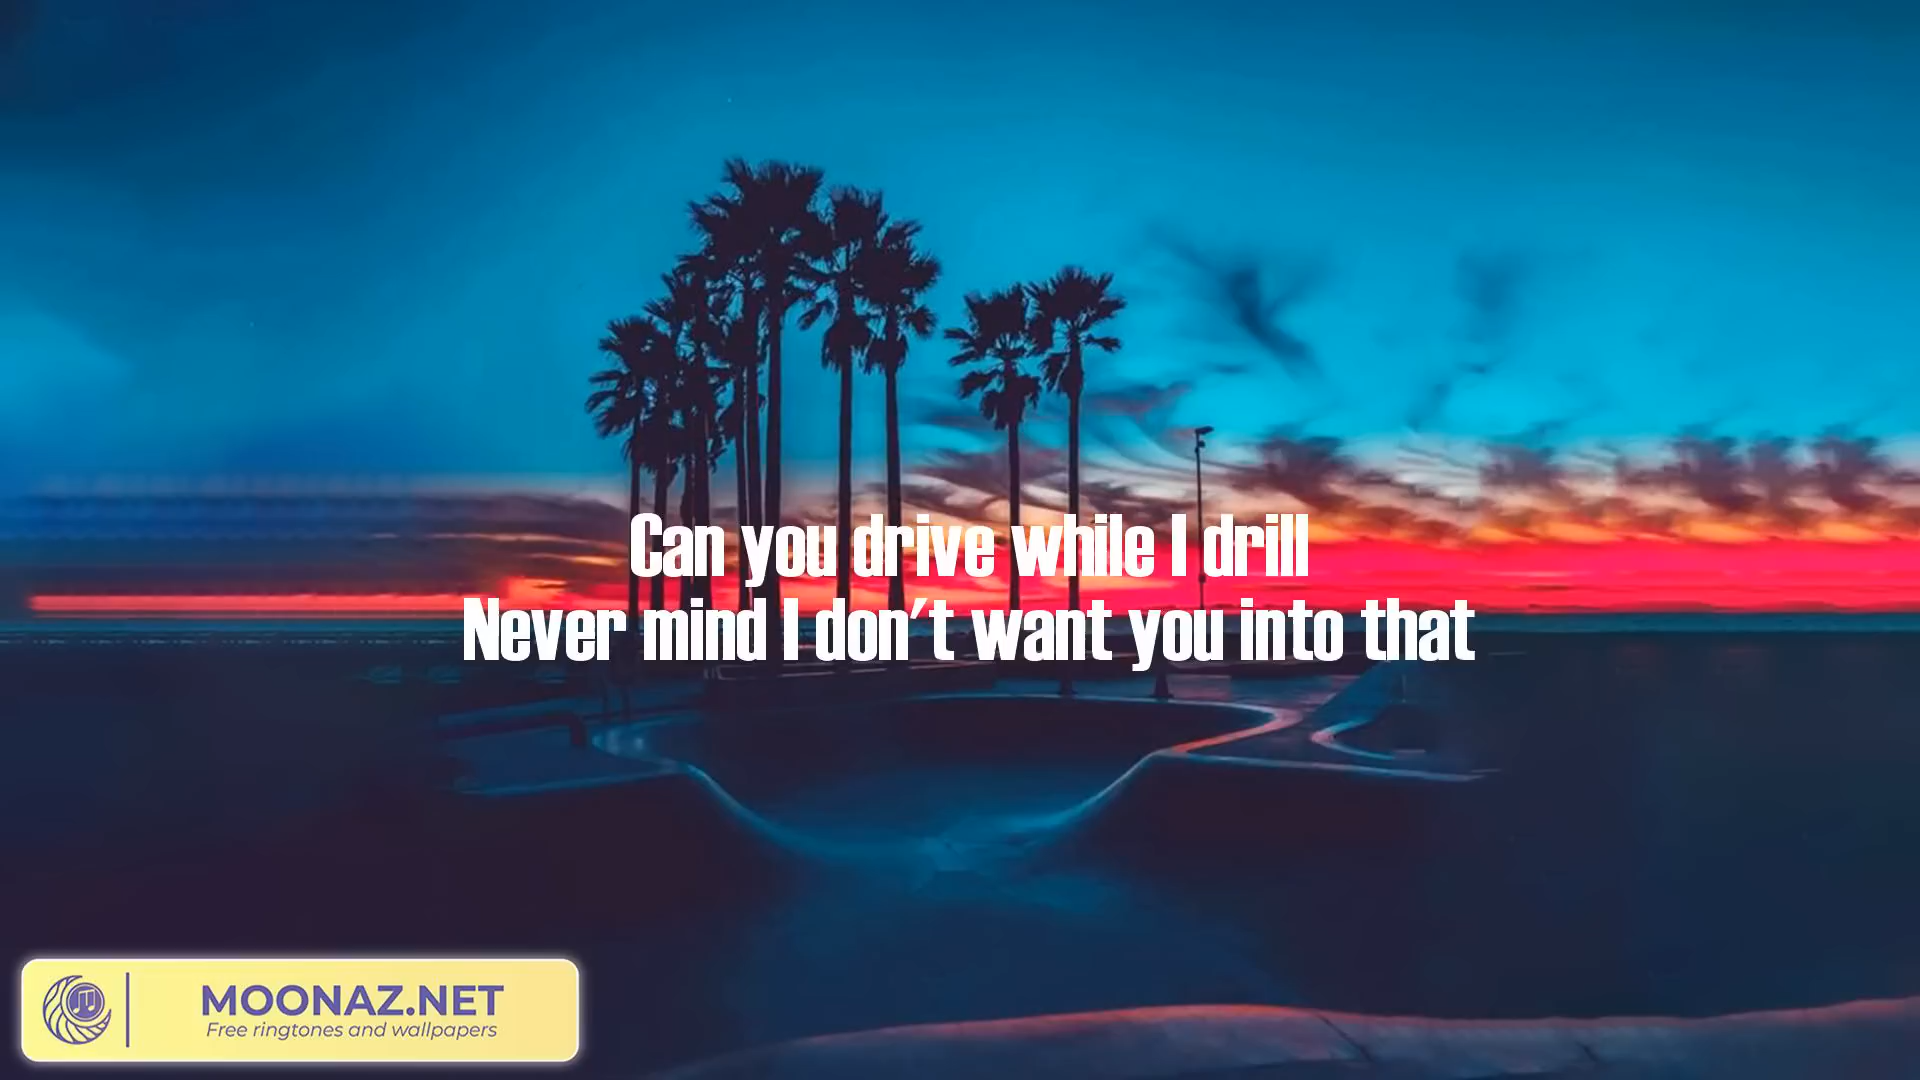 Can you drive while I drill
Never mind I don't want you into that
MOONAZ.NET
Free ringtones and wallpapers